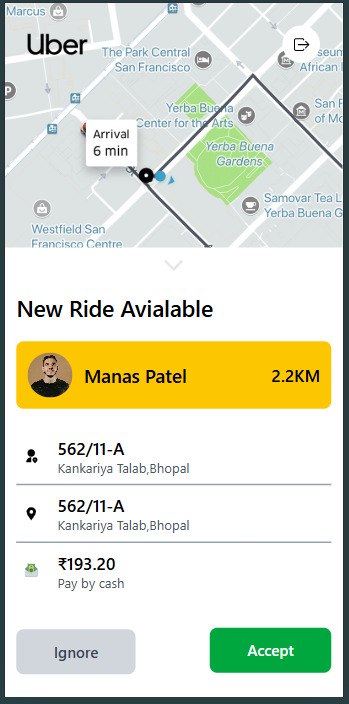 Marcus
Uber
Yerba Buena
The Park Central
San Francisco
African
Arrival
6 min
Yerba Buena
Center for the Arts
San F
of Mo
Yerba Buena
Gardens
Samovar Tea L
Yerba Buena G
Westfield San
Francisco Centre
New Ride Avialable
Manas Patel
2.2KM
562/11-A
Kankariya Talab,Bhopal
562/11-A
Kankariya Talab,Bhopal
₹193.20
Pay by cash
Ignore
Accept